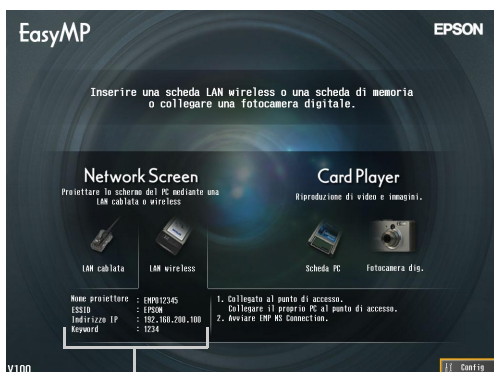 EasyMP
EPSON
Inserire una scheda LAN wireless o una scheda di memoria
o collegare una fotocamera digitale.
Network Screen
Proiettare lo scherno del PC mediante una
LAN cablata o wireless
Card Player
Riproduzione di video e immagini.
LAN cablata
LAN wireless
Scheda PC
Fotocamera dig.
Nome proiettore : EMP012345
ESSID : EPSON
Indirizzo IP : 192.168.200.100
Keyword : 1234
1. Collegato al punto di accesso.
Collegare il proprio PC al punto di accesso.
2. Avviare EMP NS Connection.
V100
Config